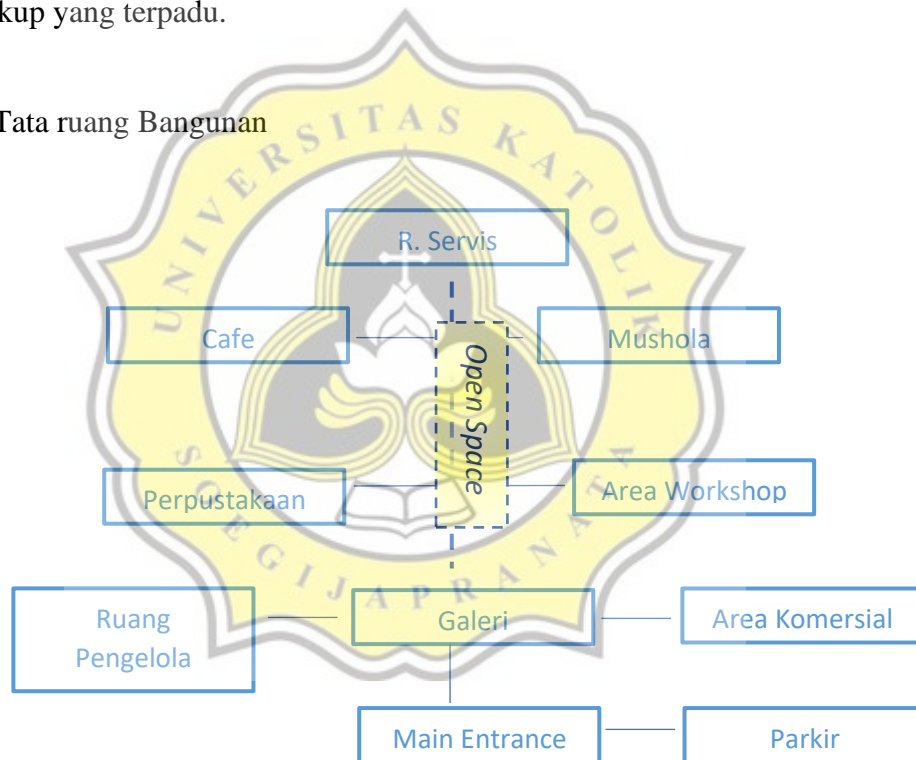 kup yang terpadu.
Tata ruang Bangunan
UNIVERSITAS KATOLIK
SOEGIJAPRANATA
R. Servis
Cafe
Mushola
Open Space
Perpustakaan
Area Workshop
Ruang
Pengelola
Galeri
Area Komersial
Main Entrance
Parkir